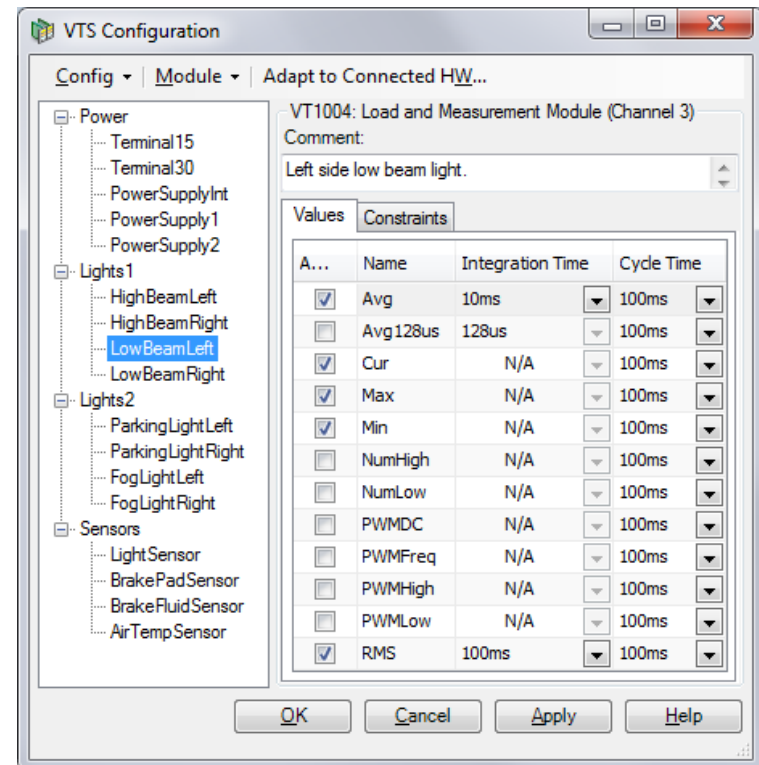 VTS Configuration
Config Module Adapt to Connected HW...
Power
Terminal15
Terminal30
PowerSupplyInt
PowerSupply1
PowerSupply2
Lights1
HighBeamLeft
HighBeamRight
LowBeamLeft
LowBeamRight
Lights2
ParkingLightLeft
ParkingLightRight
FogLightLeft
FogLightRight
Sensors
LightSensor
BrakePadSensor
BrakeFluidSensor
AirTempSensor
VT1004: Load and Measurement Module (Channel 3)
Comment:
Left side low beam light.
Values Constraints
A... Name Integration Time Cycle Time
Avg 10ms 100ms
Avg128us 128us 100ms
Cur N/A 100ms
Max N/A 100ms
Min N/A 100ms
NumHigh N/A 100ms
NumLow N/A 100ms
PWMDC N/A 100ms
PWMFreq N/A 100ms
PWMHigh N/A 100ms
PWMLow N/A 100ms
RMS 100ms 100ms
OK Cancel Apply Help